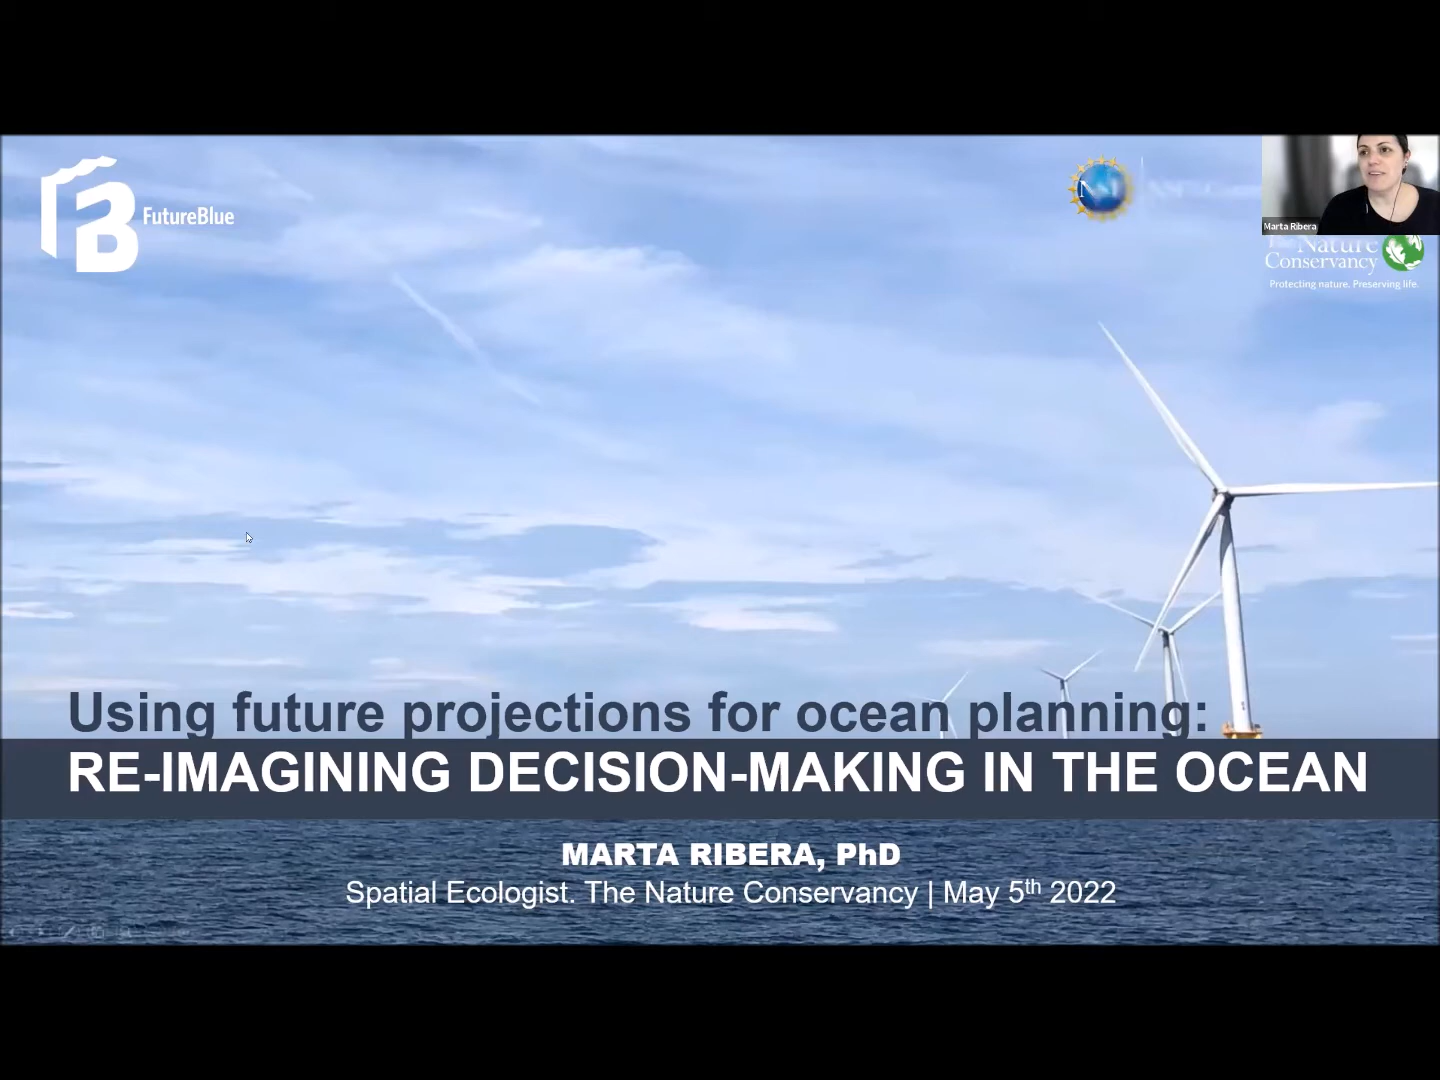 FutureBlue
NSF
Marta Ribera
Nature
Conservancy
Protecting nature. Preserving life.
Using future projections for ocean planning:
RE-IMAGINING DECISION-MAKING IN THE OCEAN
MARTA RIBERA, PhD
Spatial Ecologist. The Nature Conservancy | May 5th 2022